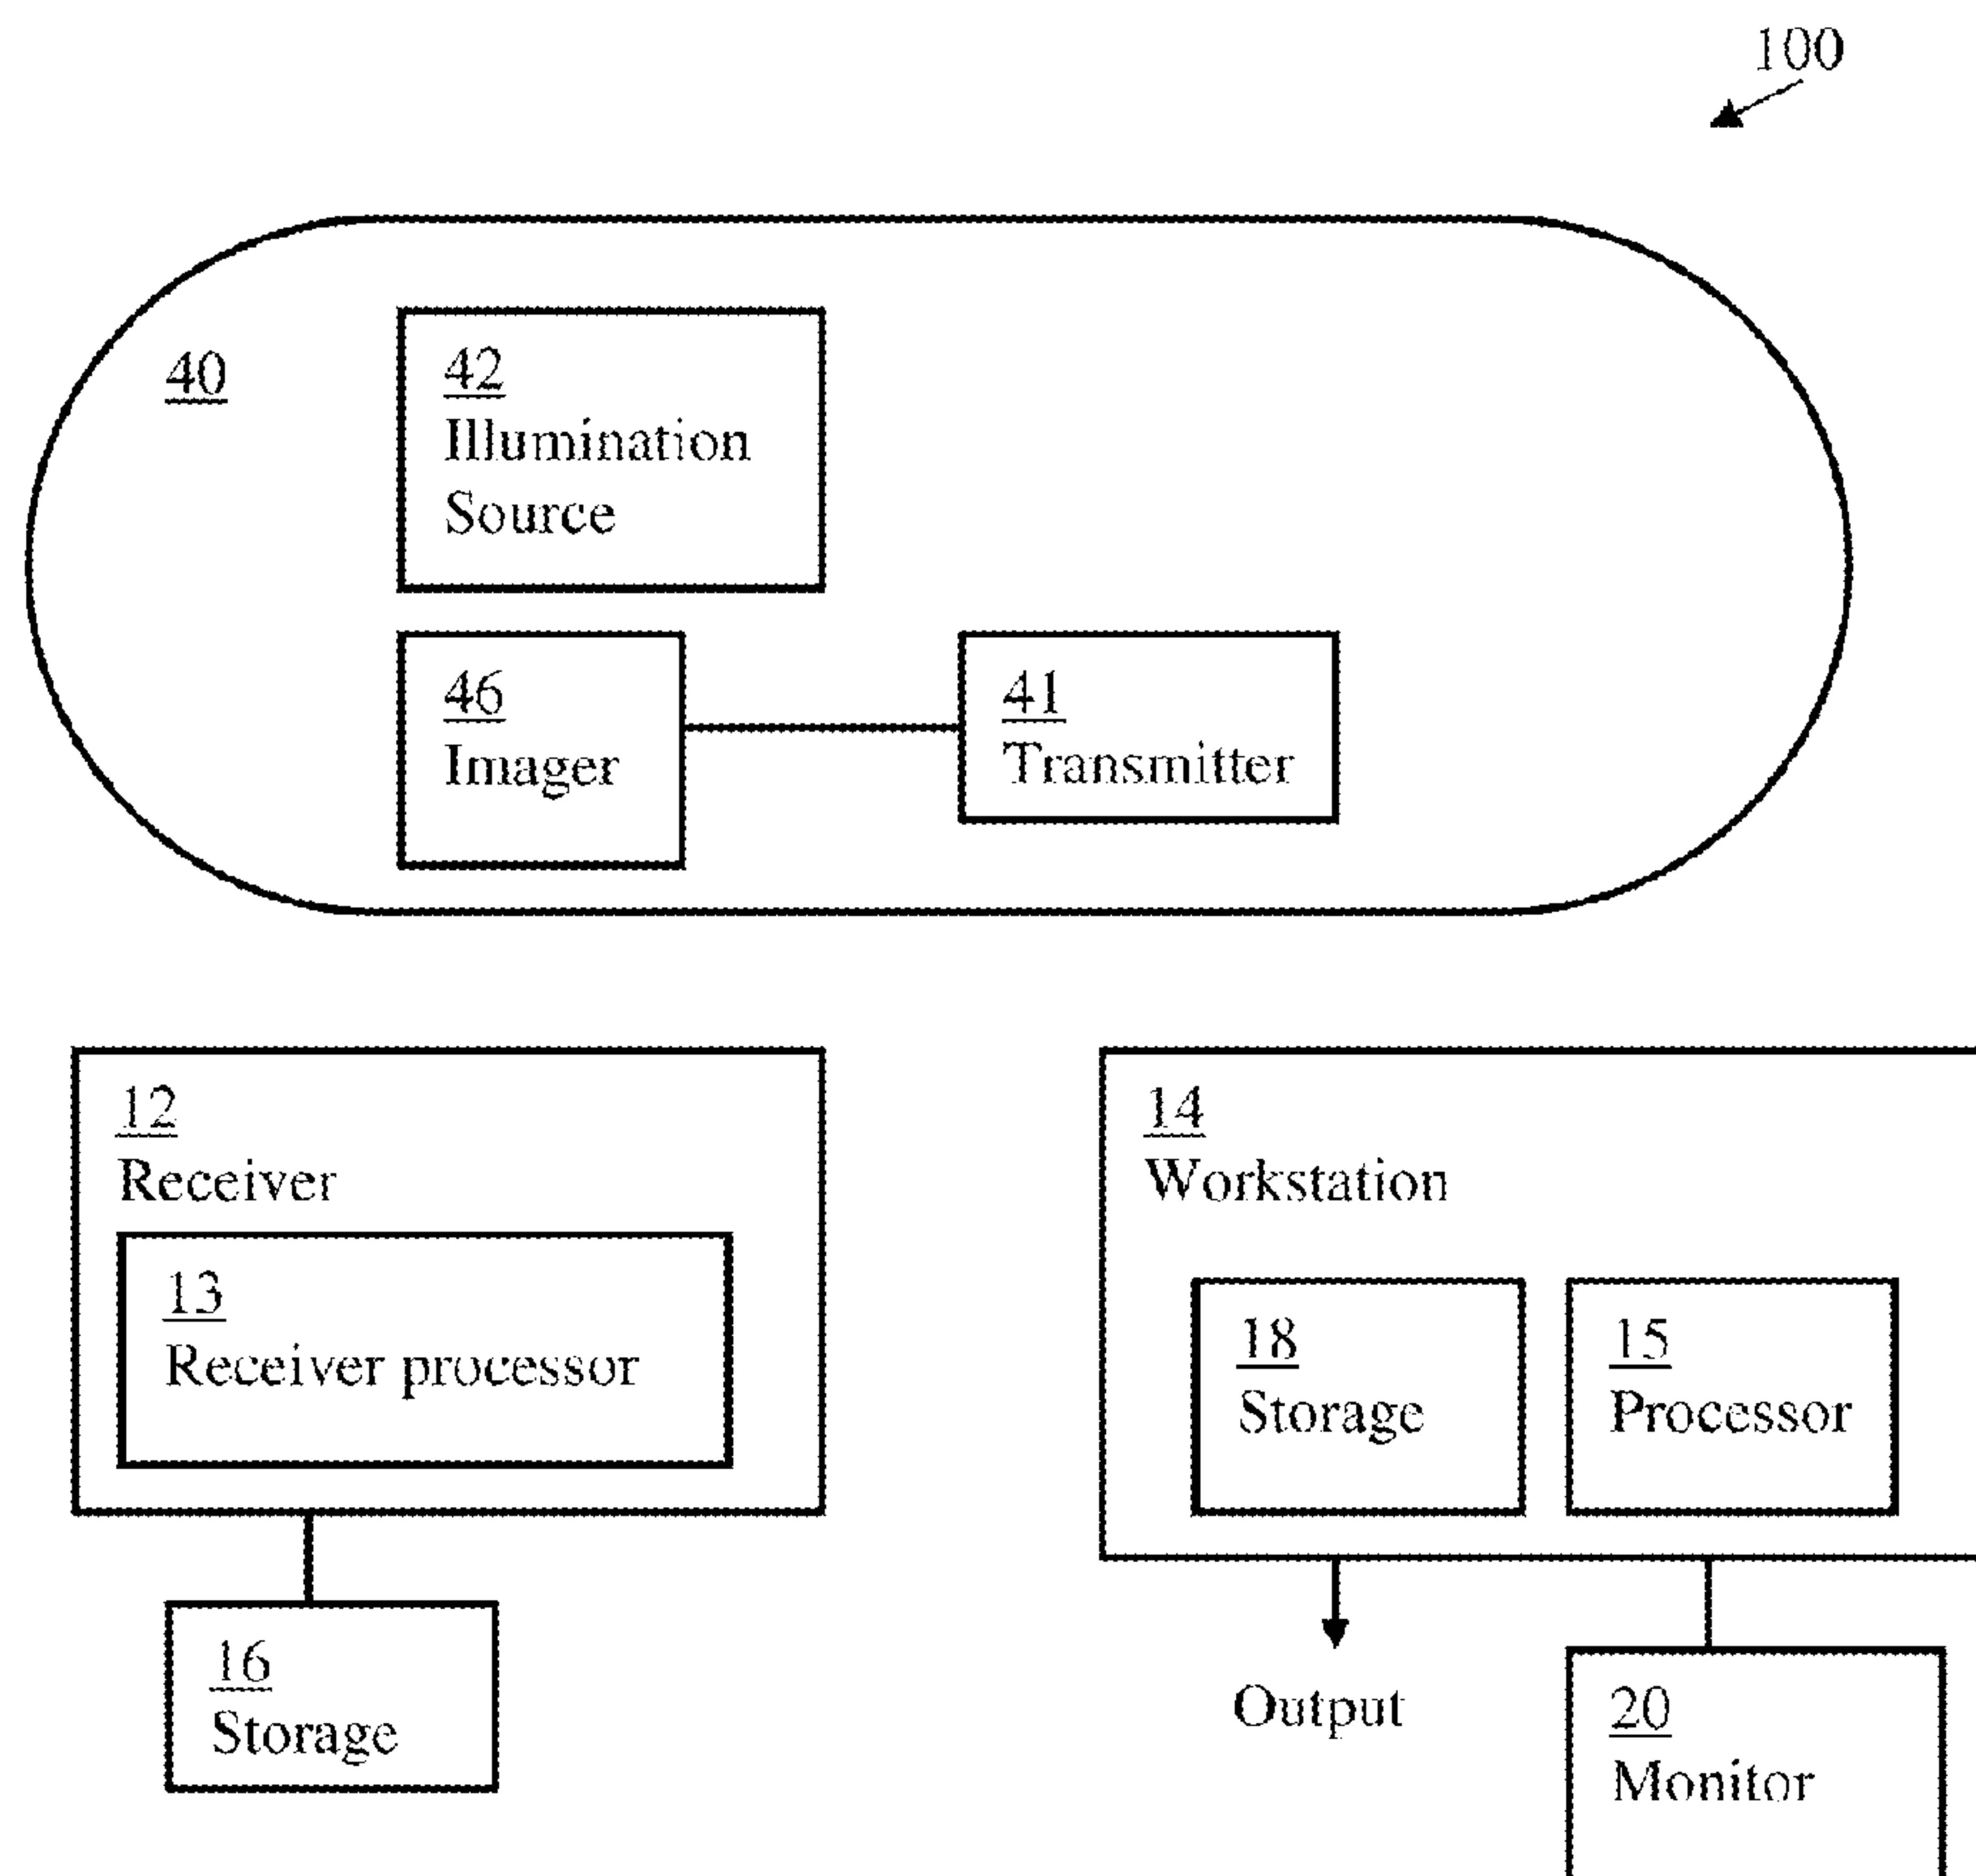 100
40
42
Illumination
Source
46
Imager
41
Transmitter
12
Receiver
13
Receiver processor
16
Storage
14
Workstation
18
Storage
15
Processor
Output
20
Monitor